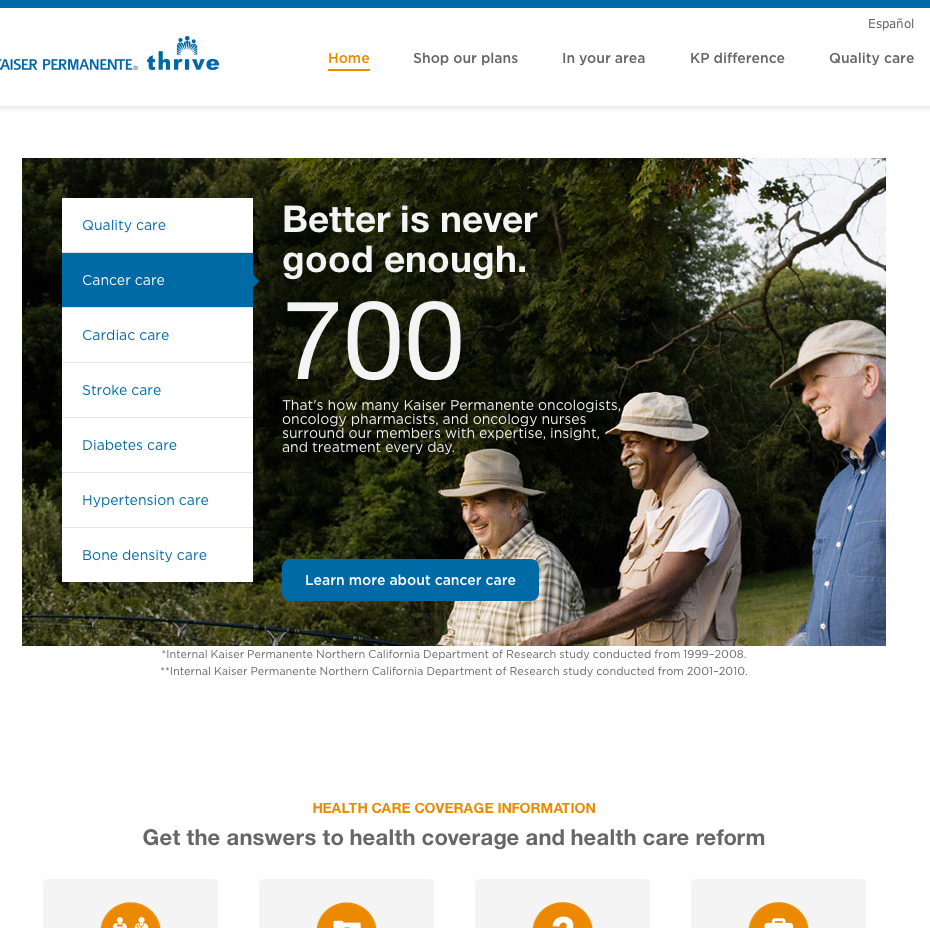 Español
KAISER PERMANENTE® thrive
Home
Shop our plans
In your area
KP difference
Quality care
Quality care
Cancer care
Cardiac care
Stroke care
Diabetes care
Hypertension care
Bone density care
Better is never
good enough.
700
That's how many Kaiser Permanente oncologists,
oncology pharmacists, and oncology nurses
surround our members with expertise, insight,
and treatment every day.
Learn more about cancer care
*Internal Kaiser Permanente Northern California Department of Research study conducted from 1999–2008.
**Internal Kaiser Permanente Northern California Department of Research study conducted from 2001–2010.
HEALTH CARE COVERAGE INFORMATION
Get the answers to health coverage and health care reform
?